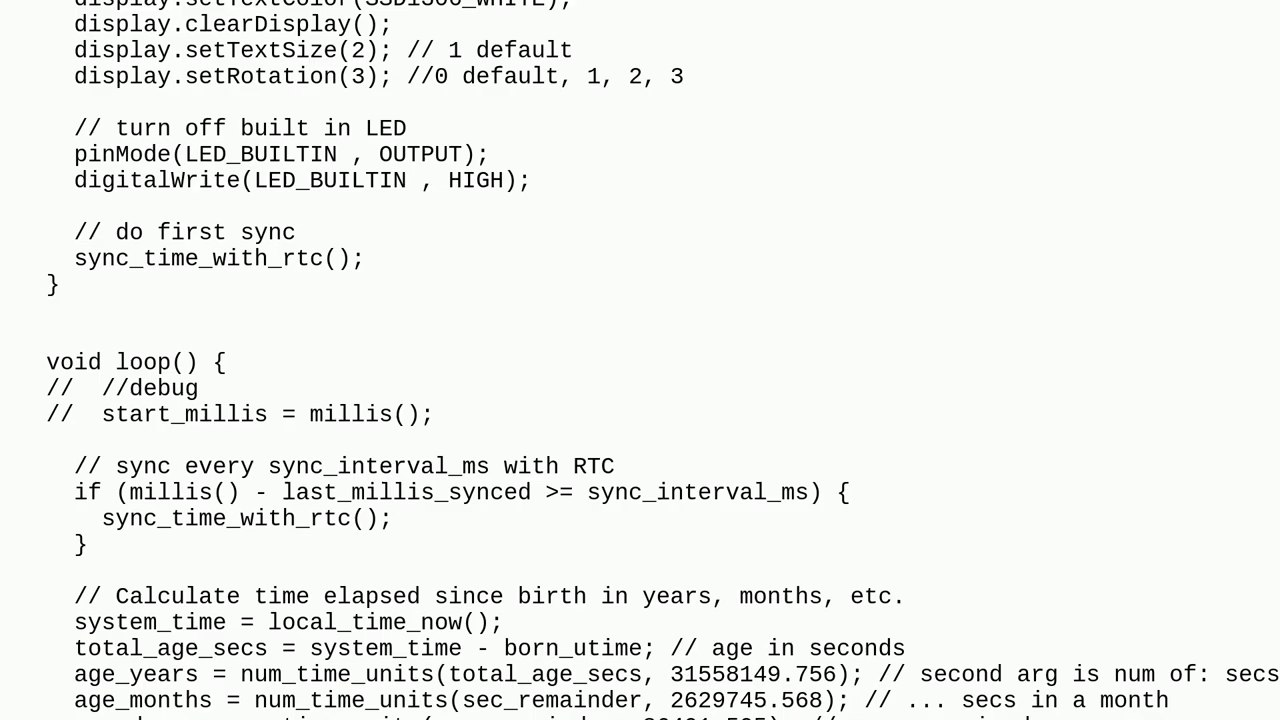 display.clearDisplay();
display.setTextSize(2); // 1 default
display.setRotation(3); //0 default, 1, 2, 3
// turn off built in LED
pinMode(LED_BUILTIN , OUTPUT);
digitalWrite(LED_BUILTIN , HIGH);
// do first sync
sync_time_with_rtc();
}
void loop() {
//  //debug
//  start_millis = millis();
// sync every sync_interval_ms with RTC
if (millis() - last_millis_synced >= sync_interval_ms) {
sync_time_with_rtc();
}
// Calculate time elapsed since birth in years, months, etc.
system_time = local_time_now();
total_age_secs = system_time - born_utime; // age in seconds
age_years = num_time_units(total_age_secs, 31558149.756); // second arg is num of: secs
age_months = num_time_units(sec_remainder, 2629745.568); // ... secs in a month